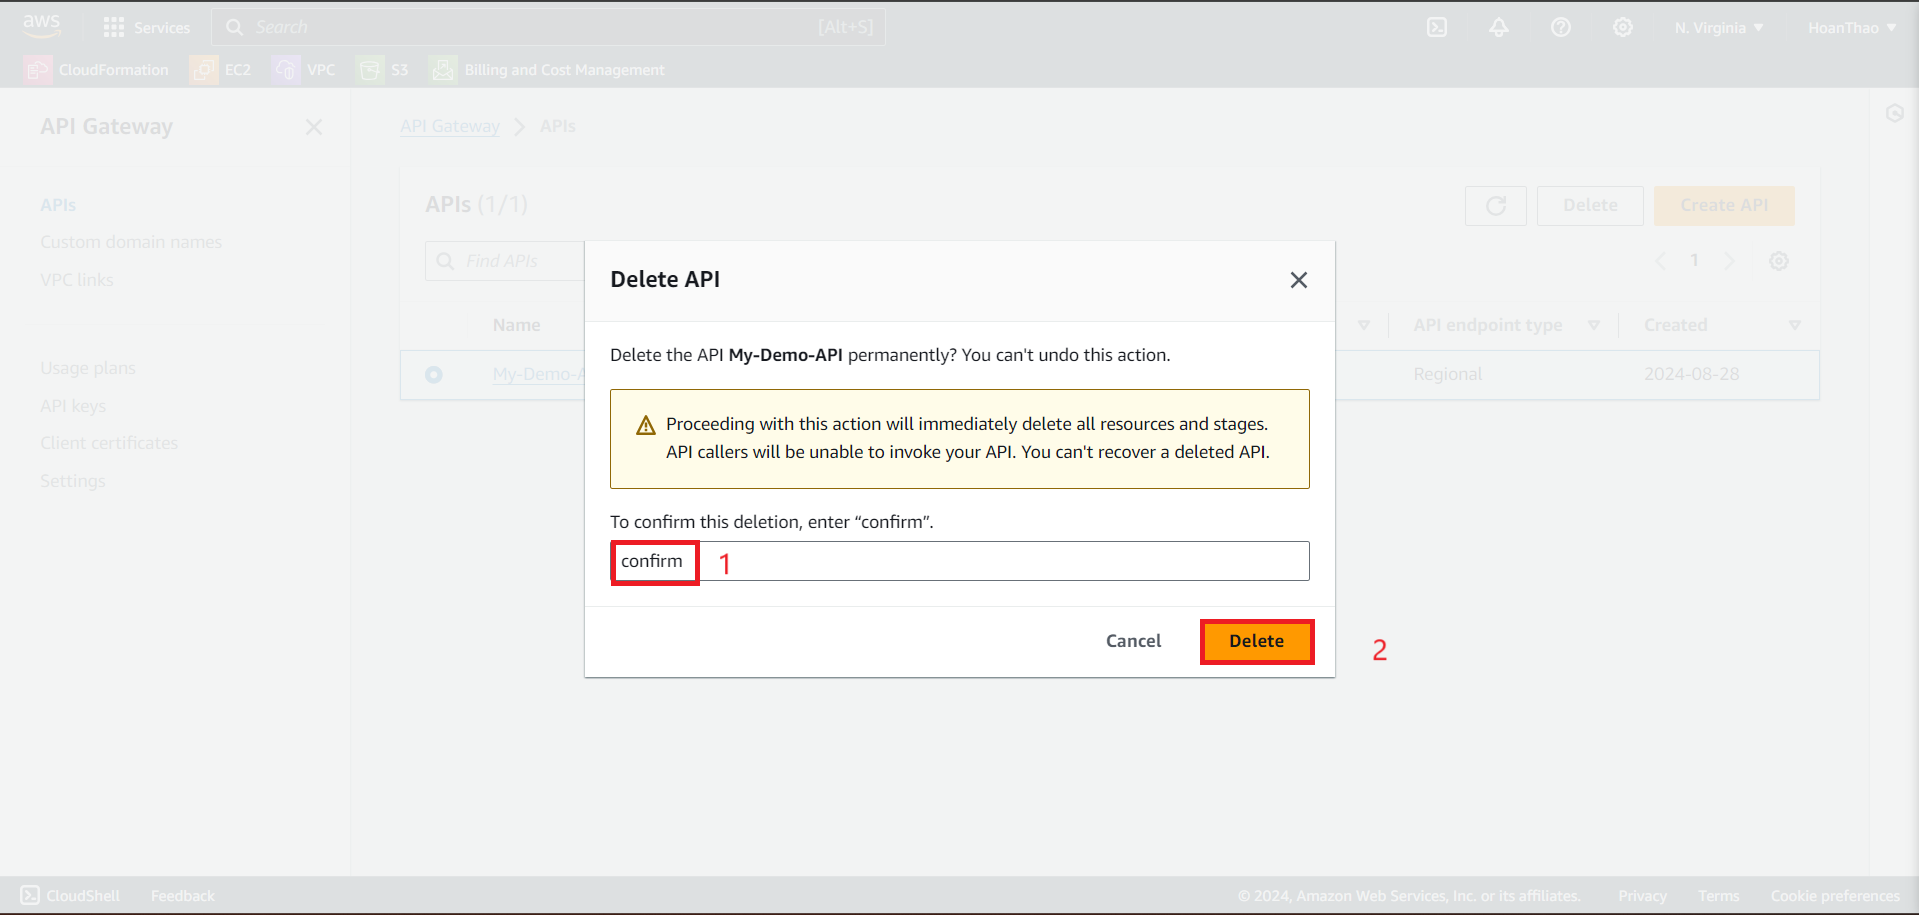 aws
Services
Search
[Alt+S]
N. Virginia
HoanThao
CloudFormation
EC2
VPC
S3
Billing and Cost Management
API Gateway
API Gateway
APIs
APIs
Custom domain names
VPC links
Usage plans
API keys
Client certificates
Settings
APIs (1/1)
Delete
Create API
Find APIs
1
Name
API endpoint type
Created
My-Demo-A
Regional
2024-08-28
Delete API
Delete the API My-Demo-API permanently? You can't undo this action.
Proceeding with this action will immediately delete all resources and stages.
API callers will be unable to invoke your API. You can't recover a deleted API.
To confirm this deletion, enter “confirm”.
confirm
1
Cancel
Delete
2
CloudShell
Feedback
© 2024, Amazon Web Services, Inc. or its affiliates.
Privacy
Terms
Cookie preferences